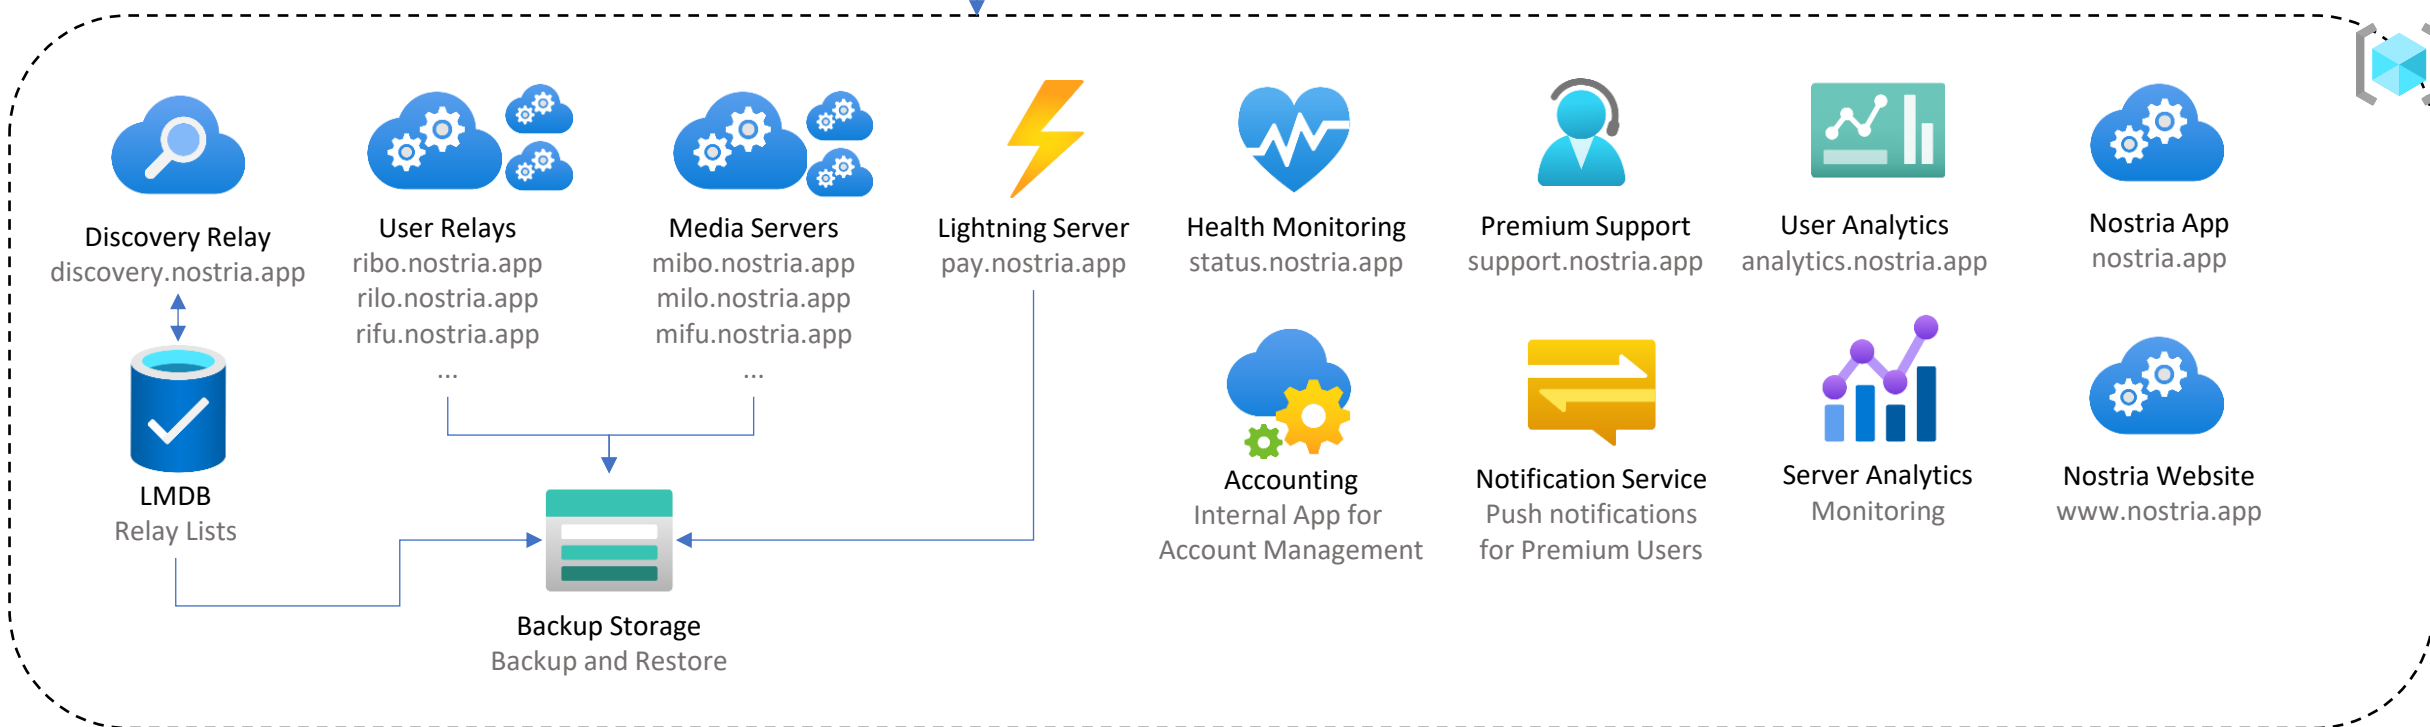 Discovery Relay
discovery.nostria.app
User Relays
ribo.nostria.app
rilo.nostria.app
rifu.nostria.app
...
Media Servers
mibo.nostria.app
milo.nostria.app
mifu.nostria.app
...
Lightning Server
pay.nostria.app
Health Monitoring
status.nostria.app
Premium Support
support.nostria.app
User Analytics
analytics.nostria.app
Nostria App
nostria.app
LMDB
Relay Lists
Backup Storage
Backup and Restore
Accounting
Internal App for
Account Management
Notification Service
Push notifications
for Premium Users
Server Analytics
Monitoring
Nostria Website
www.nostria.app